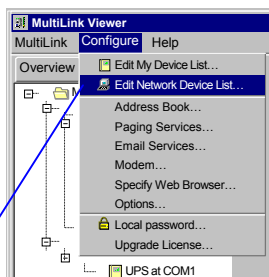 MultiLink Viewer
MultiLink Configure Help
Overview
Edit My Device List...
Edit Network Device List...
Address Book...
Paging Services...
Email Services...
Modem...
Specify Web Browser...
Options...
Local password...
Upgrade License...
UPS at COM1